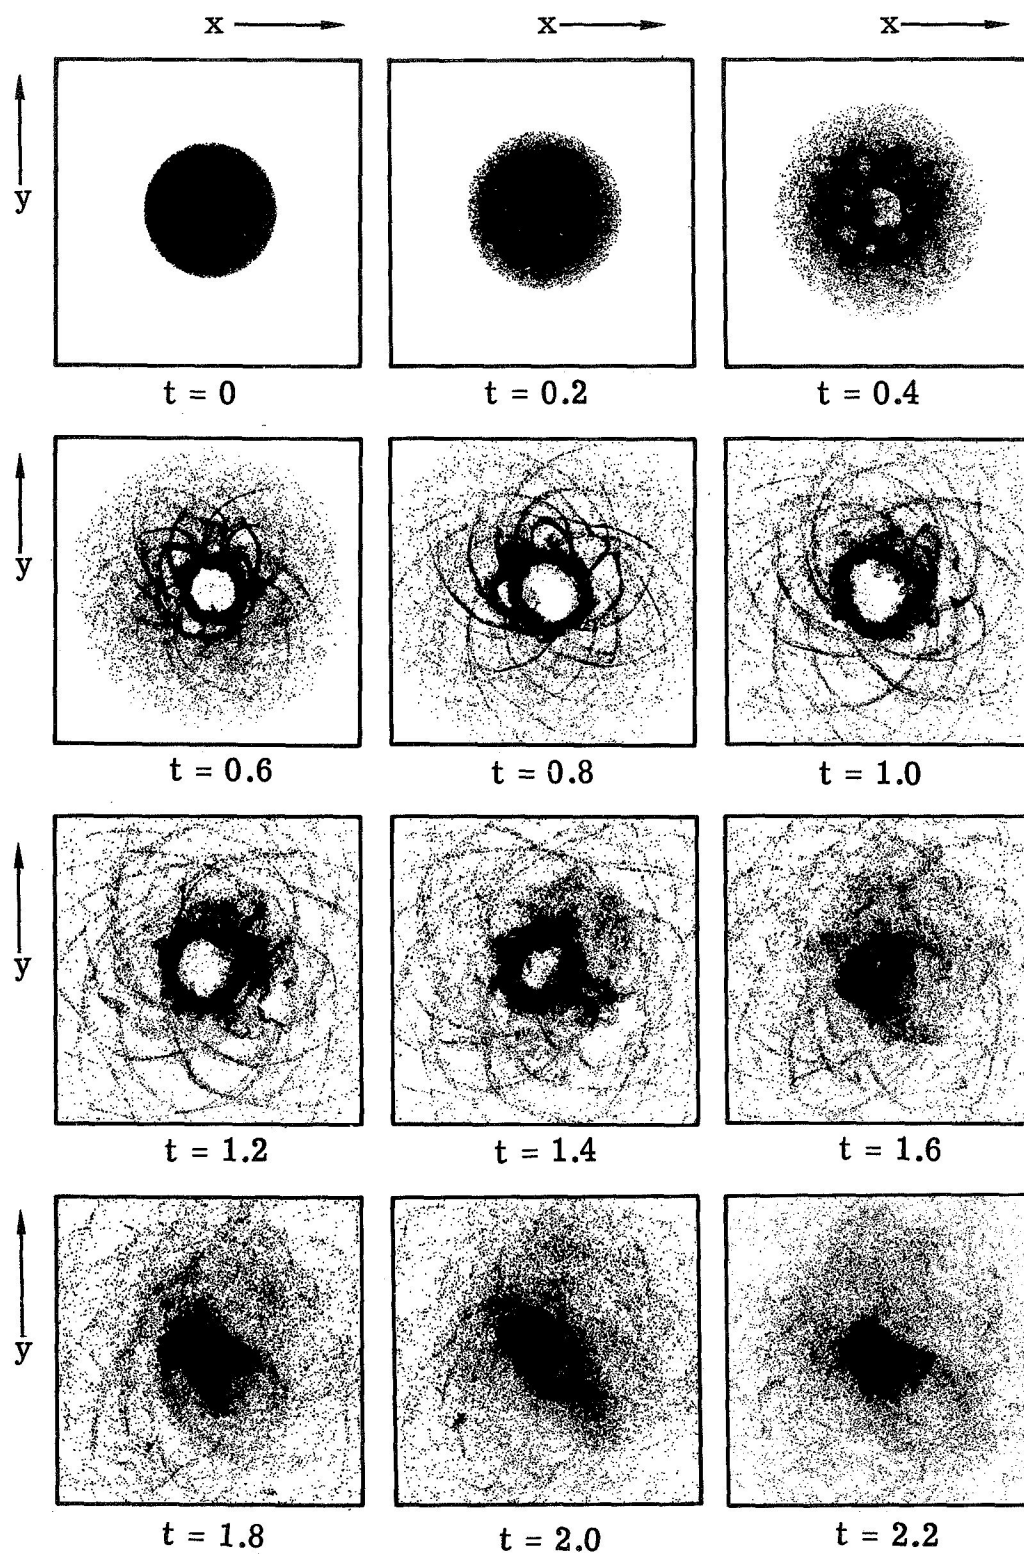 x x x
y
t = 0 t = 0.2 t = 0.4
y
t = 0.6 t = 0.8 t = 1.0
y
t = 1.2 t = 1.4 t = 1.6
y
t = 1.8 t = 2.0 t = 2.2